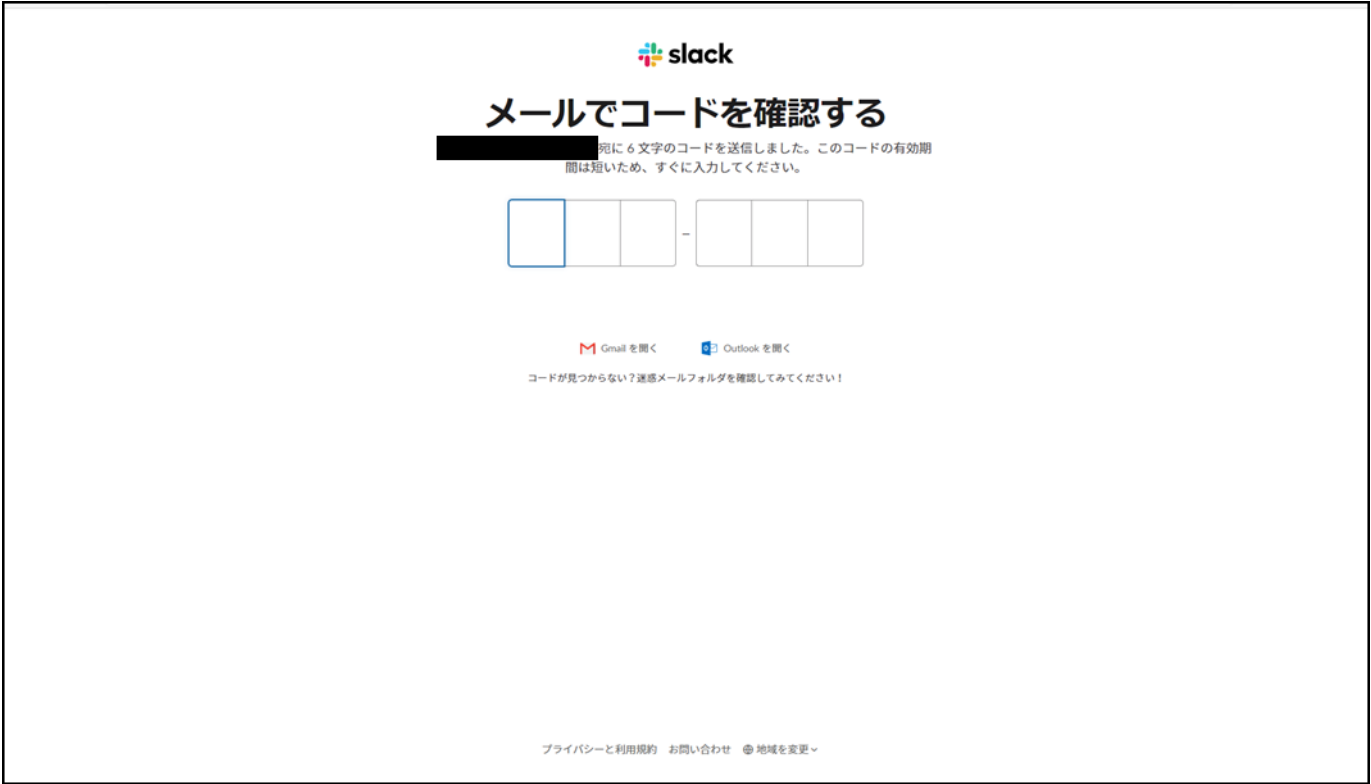 slack
メールでコードを確認する
宛に 6 文字のコードを送信しました。このコードの有効期
間は短いため、すぐに入力してください。
–
Gmail を開く Outlook を開く
コードが見つからない？迷惑メールフォルダを確認してみてください！
プライバシーと利用規約 お問い合わせ 地域を変更